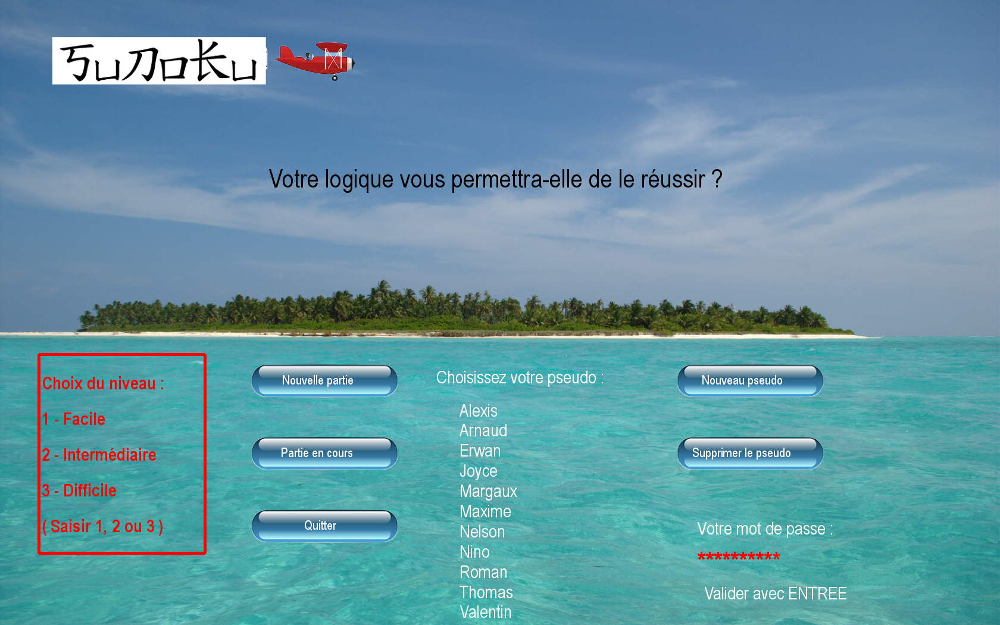 SUDOKU
Votre logique vous permettra-elle de le réussir ?
Choix du niveau :
1 - Facile
2 - Intermédiaire
3 - Difficile
( Saisir 1, 2 ou 3 )
Nouvelle partie
Partie en cours
Quitter
Choisissez votre pseudo :
Alexis
Arnaud
Erwan
Joyce
Margaux
Maxime
Nelson
Nino
Roman
Thomas
Valentin
Nouveau pseudo
Supprimer le pseudo
Votre mot de passe :
**********
Valider avec ENTREE